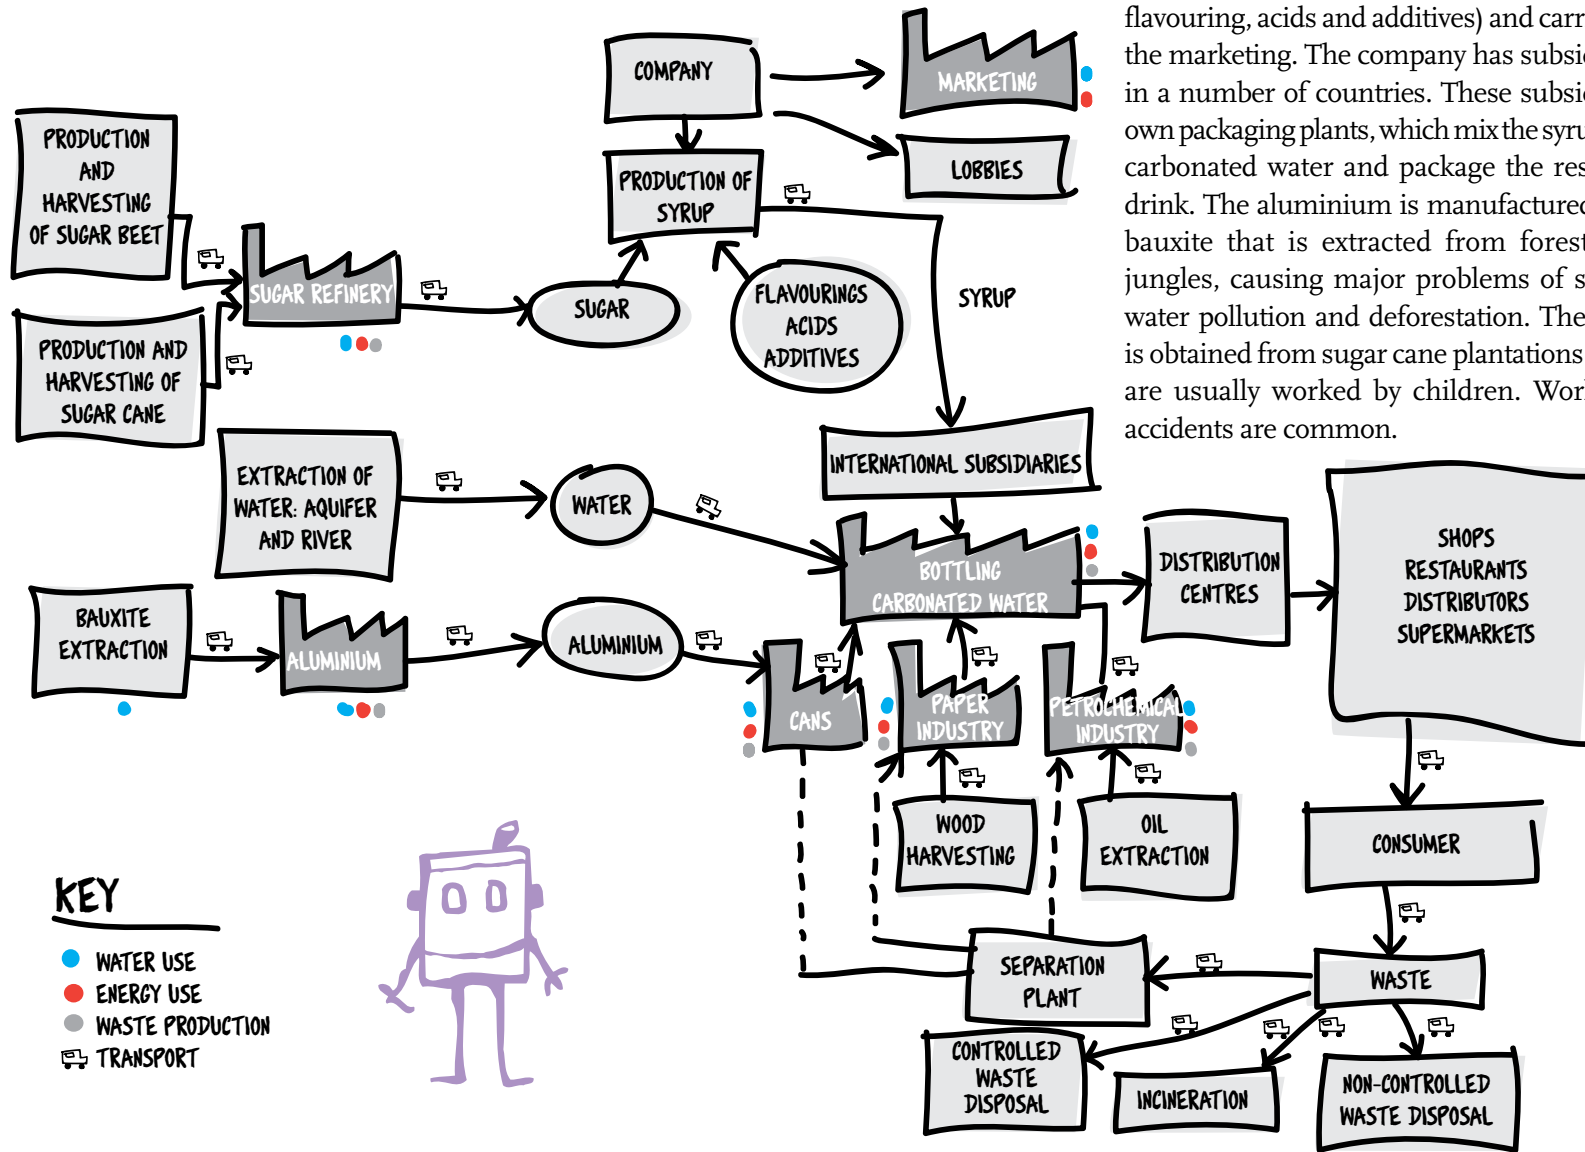 flavouring, acids and additives) and carr
the marketing. The company has subsi
in a number of countries. These subsi
own packaging plants, which mix the syru
carbonated water and package the res
drink. The aluminium is manufactured
bauxite that is extracted from forest
jungles, causing major problems of s
water pollution and deforestation. The
is obtained from sugar cane plantations
are usually worked by children. Work
accidents are common.
COMPANY
MARKETING
LOBBIES
PRODUCTION
AND
HARVESTING
OF SUGAR BEET
PRODUCTION OF
SYRUP
SUGAR REFINERY
SUGAR
FLAVOURINGS
ACIDS
ADDITIVES
SYRUP
PRODUCTION AND
HARVESTING OF
SUGAR CANE
EXTRACTION OF
WATER: AQUIFER
AND RIVER
WATER
INTERNATIONAL SUBSIDIARIES
BOTTLING
CARBONATED WATER
DISTRIBUTION
CENTRES
SHOPS
RESTAURANTS
DISTRIBUTORS
SUPERMARKETS
BAUXITE
EXTRACTION
ALUMINIUM
ALUMINIUM
CANS
PAPER
INDUSTRY
PETROCHEMICAL
INDUSTRY
WOOD
HARVESTING
OIL
EXTRACTION
CONSUMER
SEPARATION
PLANT
WASTE
CONTROLLED
WASTE
DISPOSAL
INCINERATION
NON-CONTROLLED
WASTE DISPOSAL
KEY
WATER USE
ENERGY USE
WASTE PRODUCTION
TRANSPORT